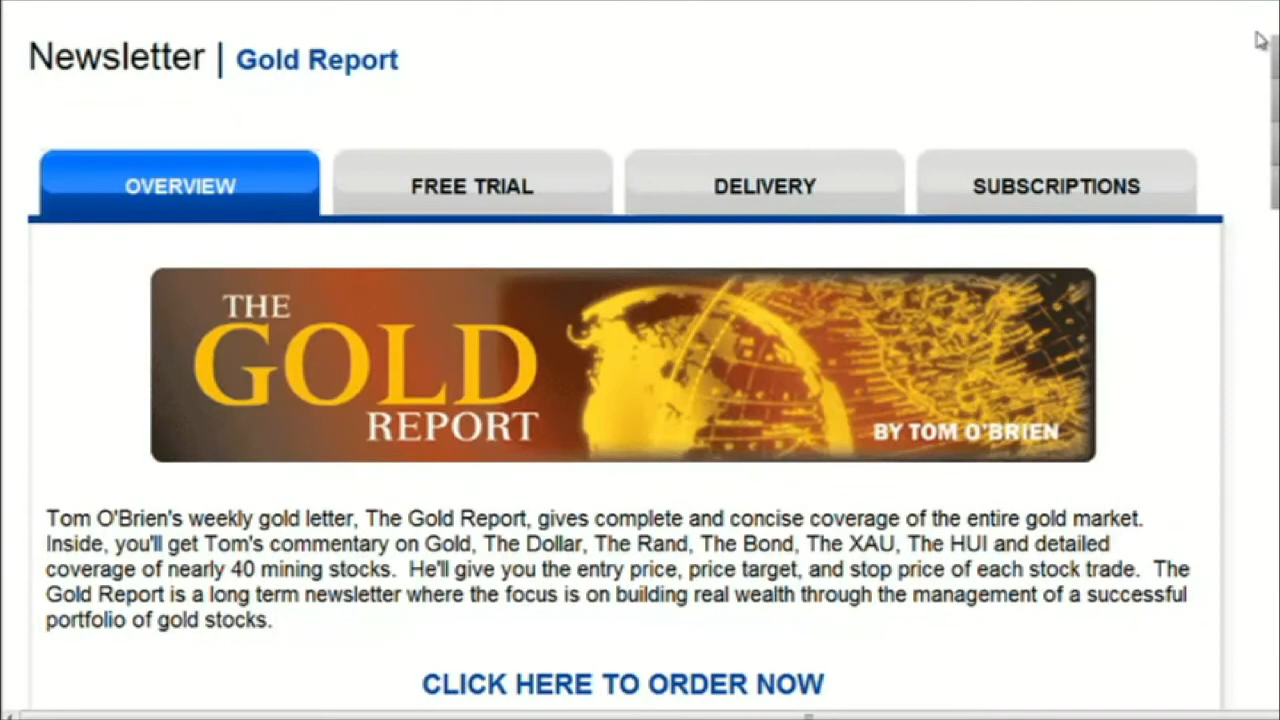 Newsletter | Gold Report
OVERVIEW
FREE TRIAL
DELIVERY
SUBSCRIPTIONS
THE
GOLD
REPORT
BY TOM O'BRIEN
Tom O'Brien's weekly gold letter, The Gold Report, gives complete and concise coverage of the entire gold market.
Inside, you'll get Tom's commentary on Gold, The Dollar, The Rand, The Bond, The XAU, The HUI and detailed
coverage of nearly 40 mining stocks. He'll give you the entry price, price target, and stop price of each stock trade. The
Gold Report is a long term newsletter where the focus is on building real wealth through the management of a successful
portfolio of gold stocks.
CLICK HERE TO ORDER NOW